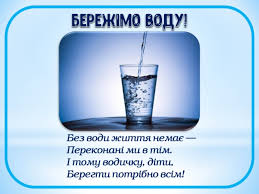 БЕРЕЖІМО ВОДУ!
Без води життя немає —
Переконані ми в тім.
І тому водичку, діти,
Берегти потрібно всім!